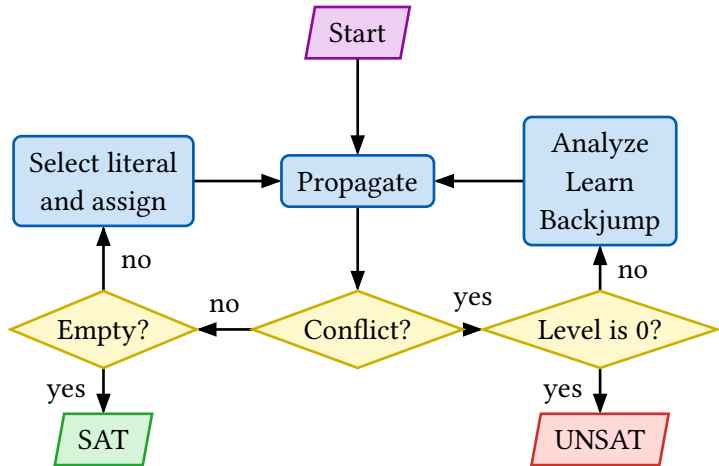 Start
Select literal
and assign
Propagate
Analyze
Learn
Backjump
no
no
yes
no
Empty?
Conflict?
Level is 0?
yes
yes
SAT
UNSAT